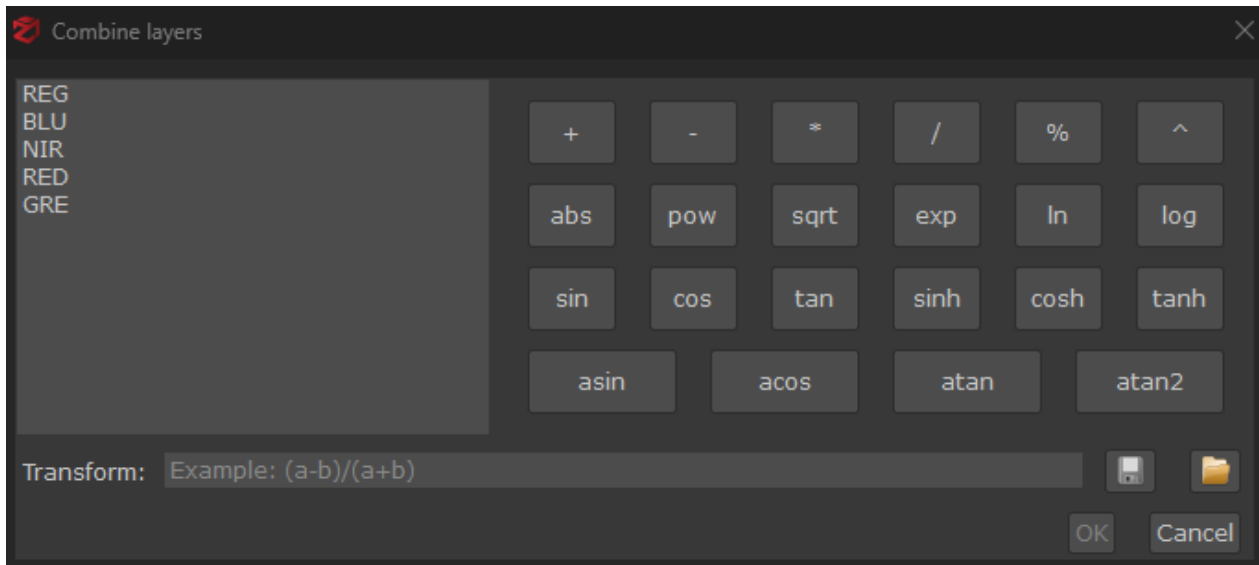 Combine layers
REG
BLU
NIR
RED
GRE
+ - * / % ^
abs pow sqrt exp ln log
sin cos tan sinh cosh tanh
asin acos atan atan2
Transform: Example: (a-b)/(a+b)
OK Cancel